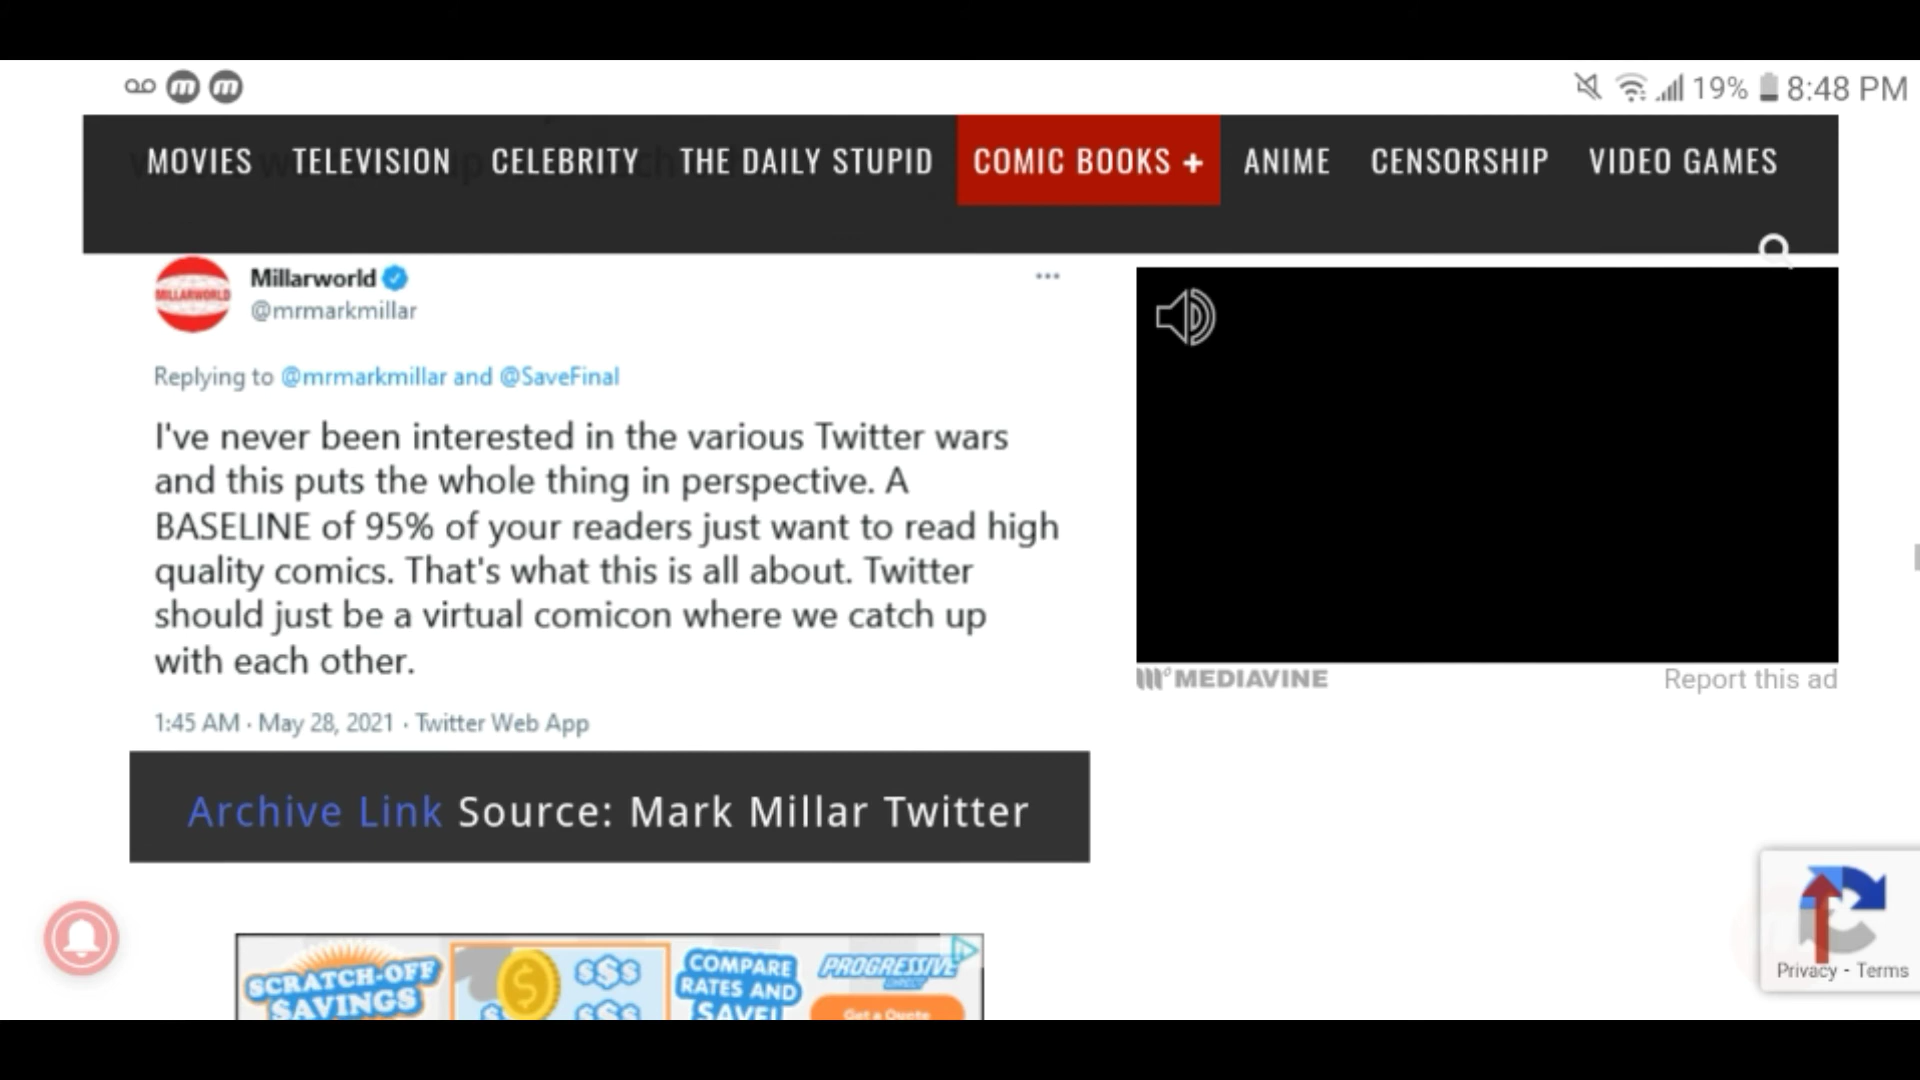 19% 8:48 PM
MOVIES TELEVISION CELEBRITY THE DAILY STUPID COMIC BOOKS + ANIME CENSORSHIP VIDEO GAMES
Millarworld
@mrmarkmillar
MILLARWORLD
Replying to @mrmarkmillar and @SaveFinal
I've never been interested in the various Twitter wars
and this puts the whole thing in perspective. A
BASELINE of 95% of your readers just want to read high
quality comics. That's what this is all about. Twitter
should just be a virtual comicon where we catch up
with each other.
1:45 AM · May 28, 2021 · Twitter Web App
MEDIAVINE
Report this ad
Archive Link Source: Mark Millar Twitter
SCRATCH-OFF
SAVINGS
$
$$$
$$$
COMPARE
RATES AND
SAVE!
PROGRESSIVE
DIRECT
Get a Quote
Privacy - Terms